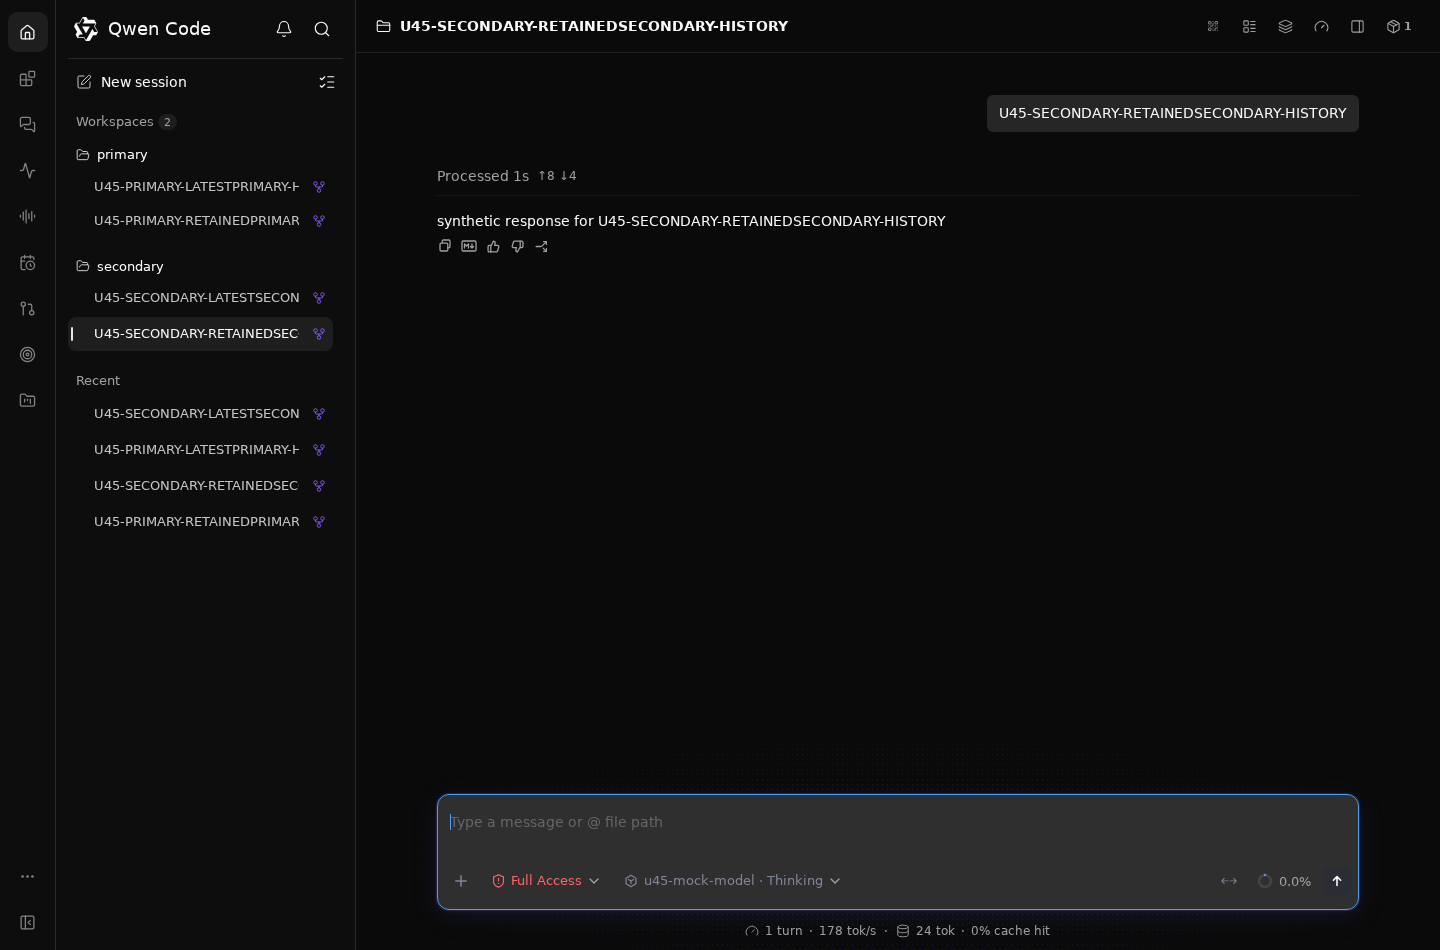 Qwen Code
New session
Workspaces 2
primary
U45-PRIMARY-LATESTPRIMARY-H
U45-PRIMARY-RETAINEDPRIMAR
secondary
U45-SECONDARY-LATESTSECON
U45-SECONDARY-RETAINEDSEC
Recent
U45-SECONDARY-LATESTSECON
U45-PRIMARY-LATESTPRIMARY-H
U45-SECONDARY-RETAINEDSEC
U45-PRIMARY-RETAINEDPRIMAR
U45-SECONDARY-RETAINEDSECONDARY-HISTORY
1
U45-SECONDARY-RETAINEDSECONDARY-HISTORY
Processed 1s ↑8 ↓4
synthetic response for U45-SECONDARY-RETAINEDSECONDARY-HISTORY
Type a message or @ file path
Full Access
u45-mock-model · Thinking
0.0%
1 turn · 178 tok/s · 24 tok · 0% cache hit